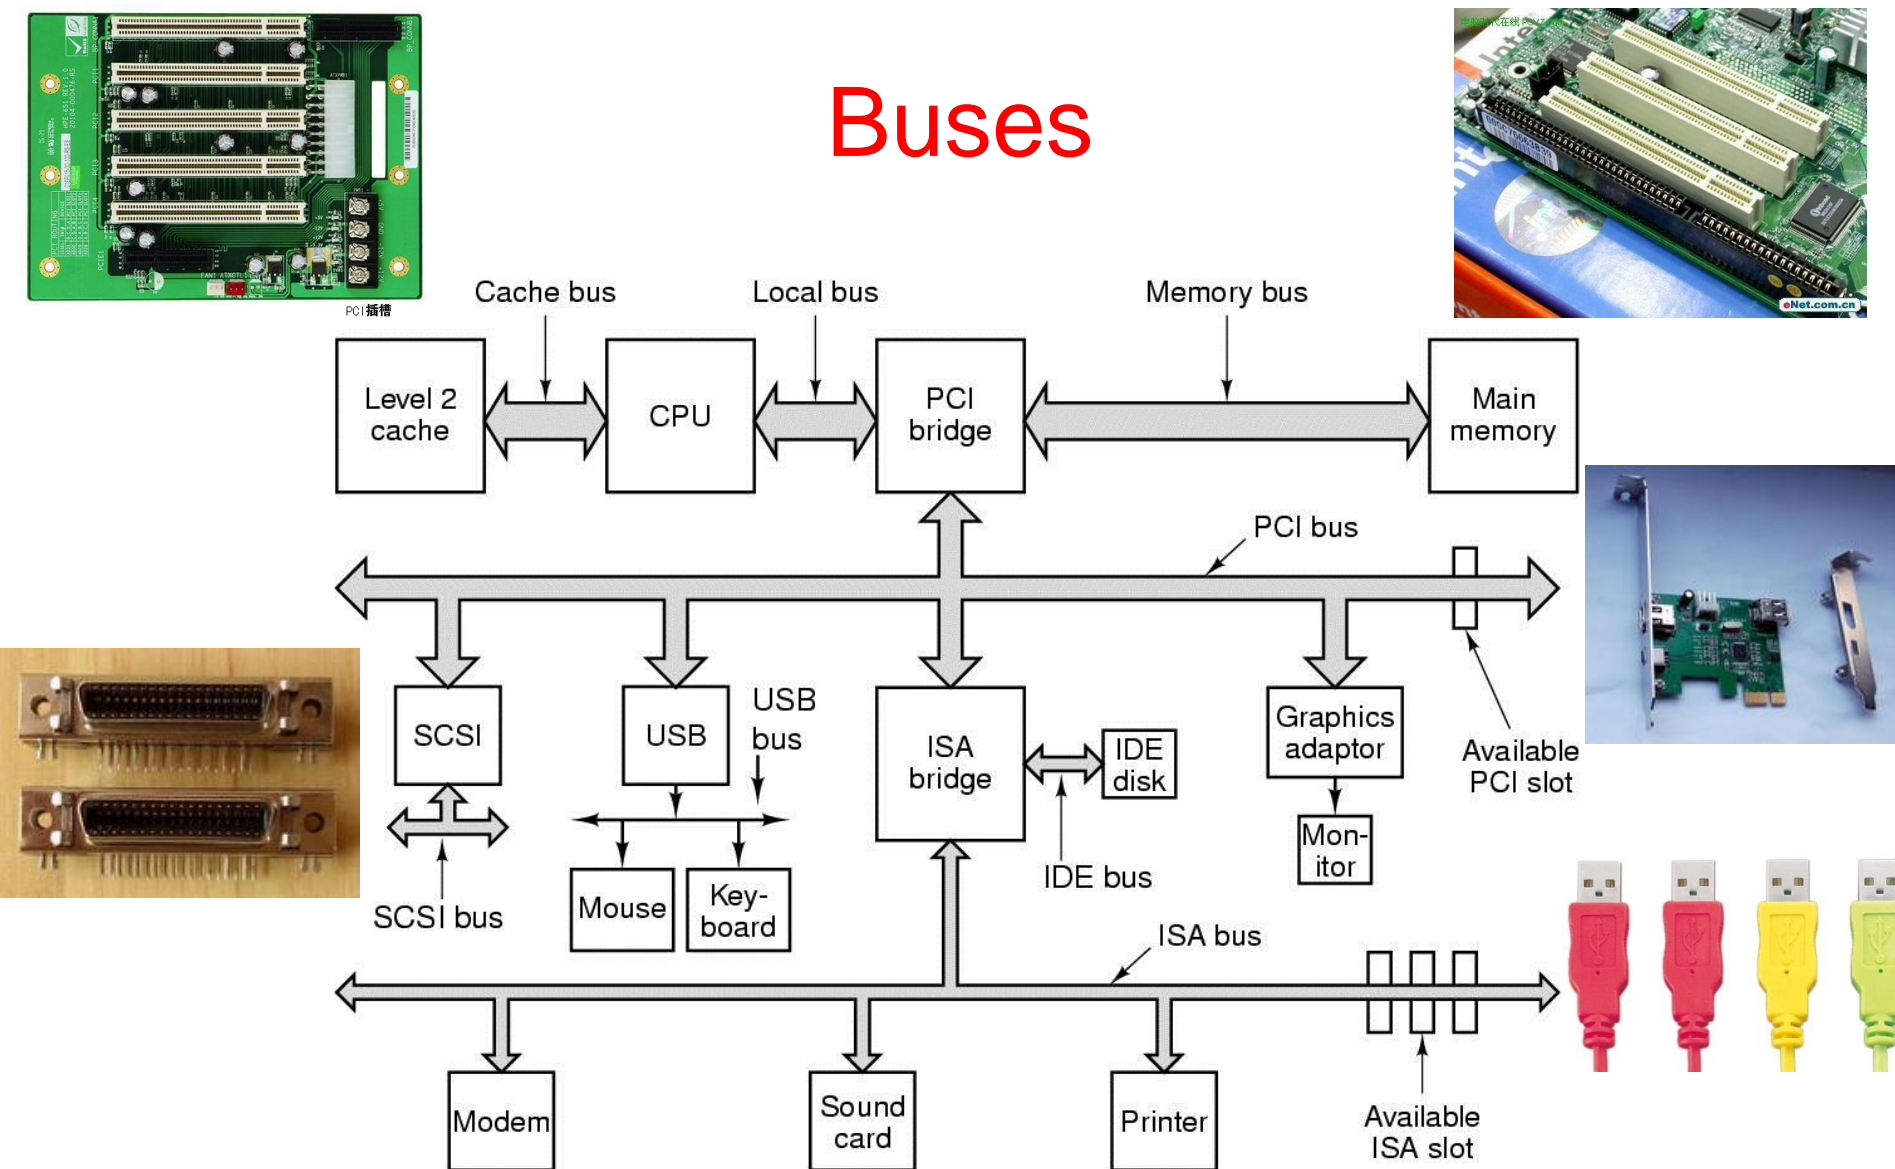 Buses
PCI插槽
eNet.com.cn
Cache bus
Local bus
Memory bus
Level 2
cache
CPU
PCI
bridge
Main
memory
PCI bus
SCSI
USB
USB
bus
ISA
bridge
IDE
disk
Graphics
adaptor
Available
PCI slot
Mon-
itor
IDE bus
SCSI bus
Mouse
Key-
board
ISA bus
Modem
Sound
card
Printer
Available
ISA slot